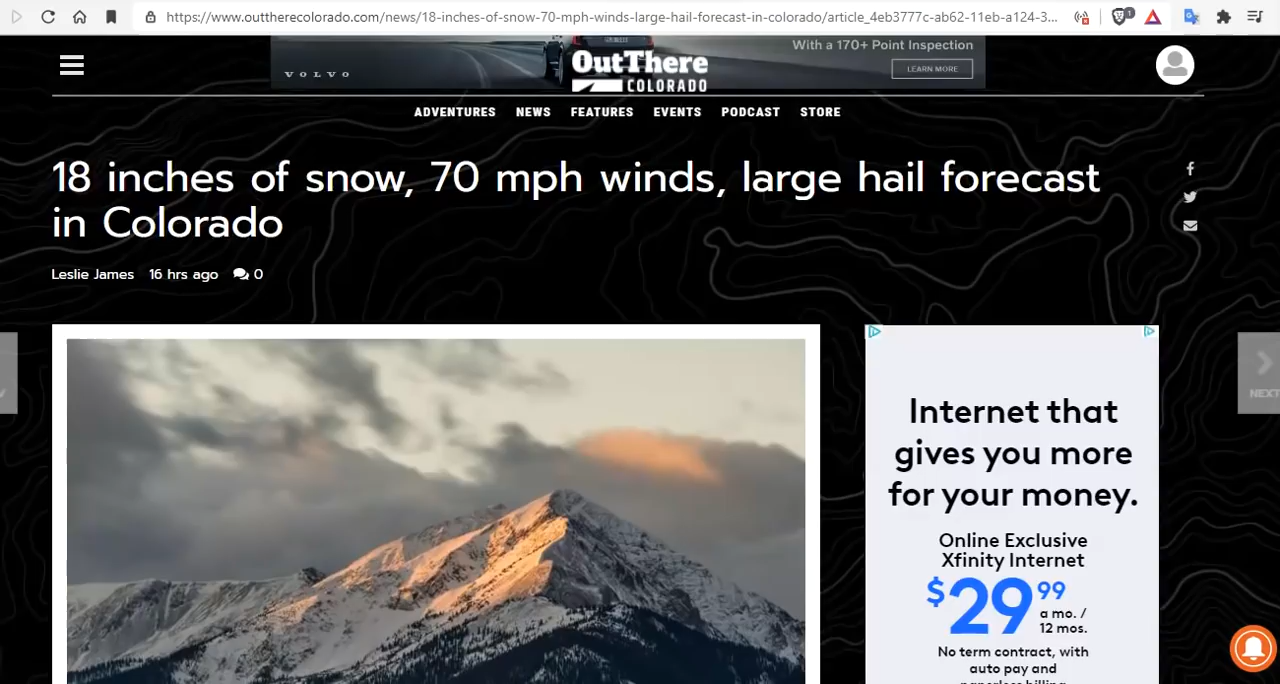 https://www.outtherecolorado.com/news/18-inches-of-snow-70-mph-winds-large-hail-forecast-in-colorado/article_4eb3777c-ab62-11eb-a124-3...
1
VOLVO
With a 170+ Point Inspection
LEARN MORE
OutThere
COLORADO
ADVENTURES NEWS FEATURES EVENTS PODCAST STORE
18 inches of snow, 70 mph winds, large hail forecast
in Colorado
Leslie James 16 hrs ago 0
NEXT
Internet that
gives you more
for your money.
Online Exclusive
Xfinity Internet
$29 99
a mo. /
12 mos.
No term contract, with
auto pay and